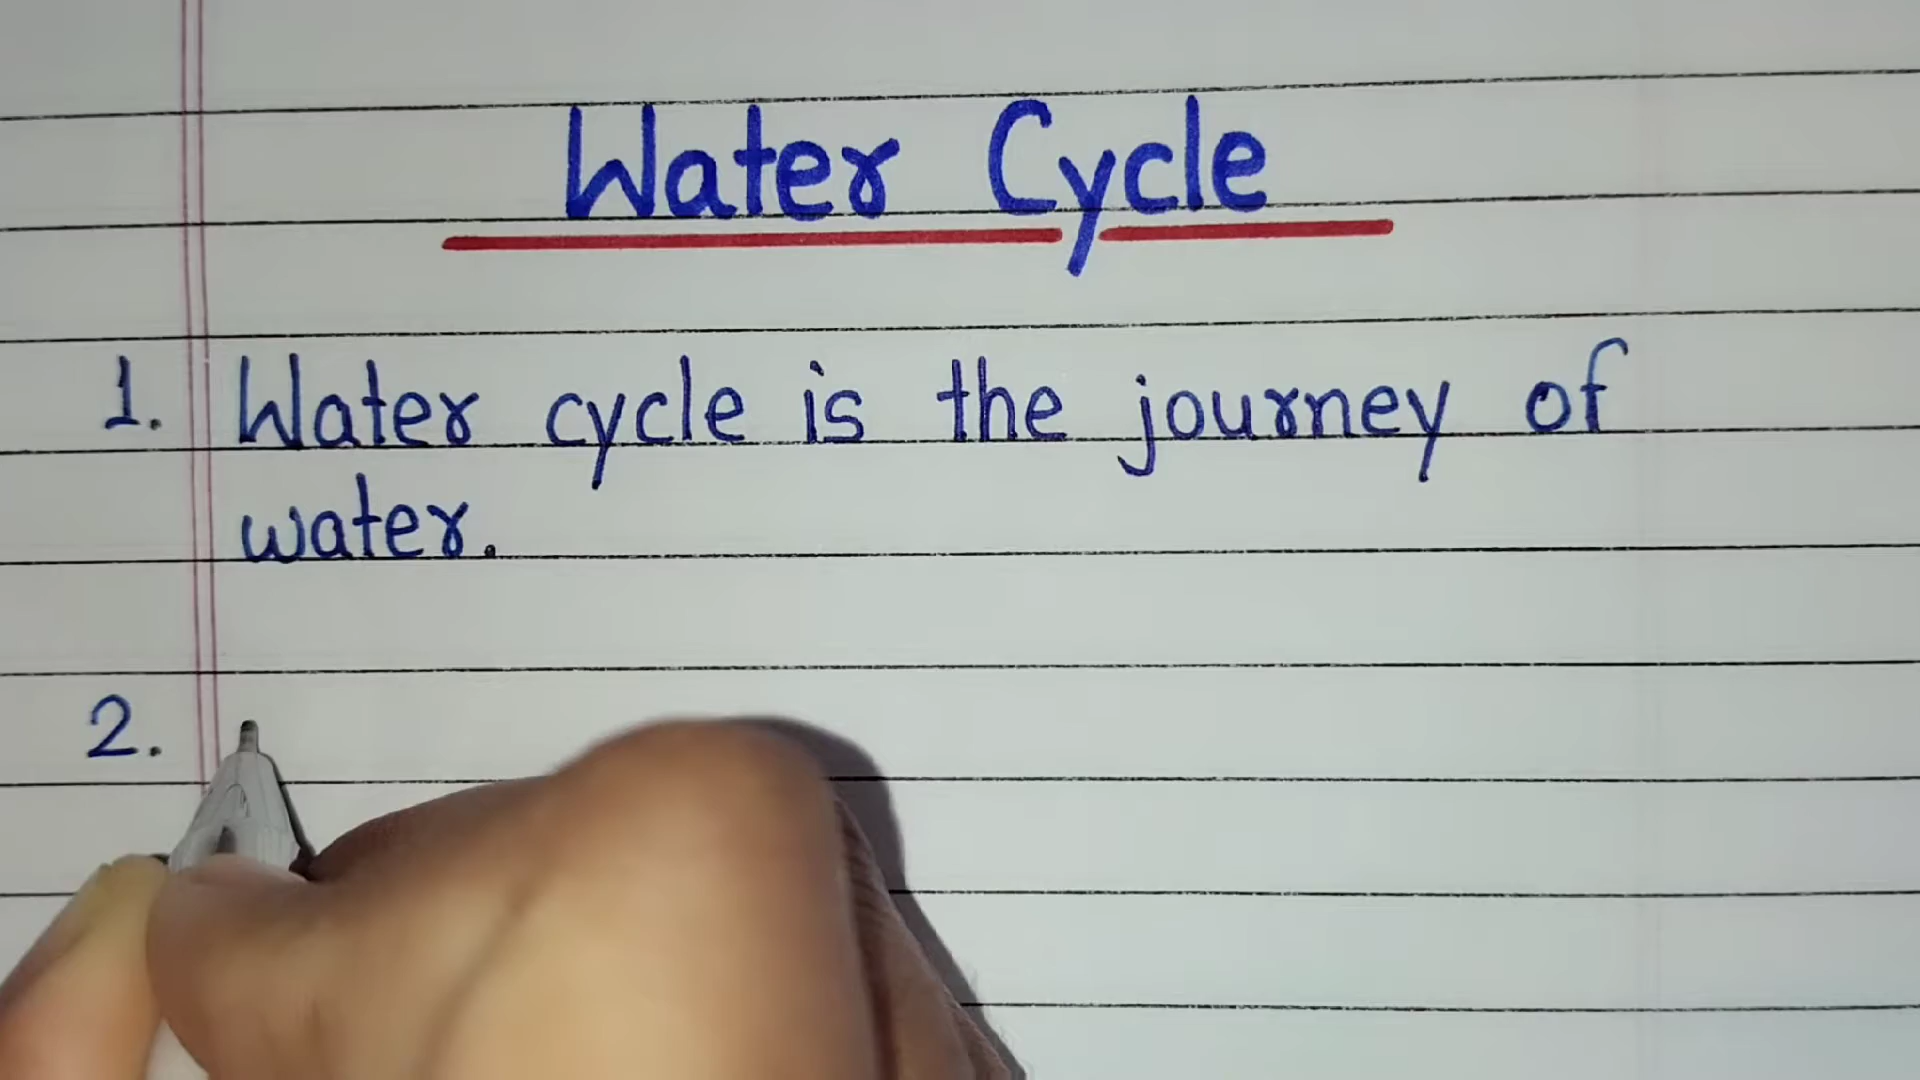 Water Cycle
1. Water cycle is the journey of
water.
2.